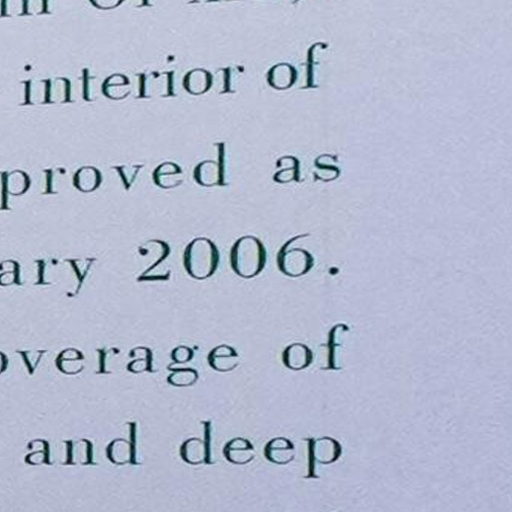 interior of
proved as
ary 2006.
overage of
and deep